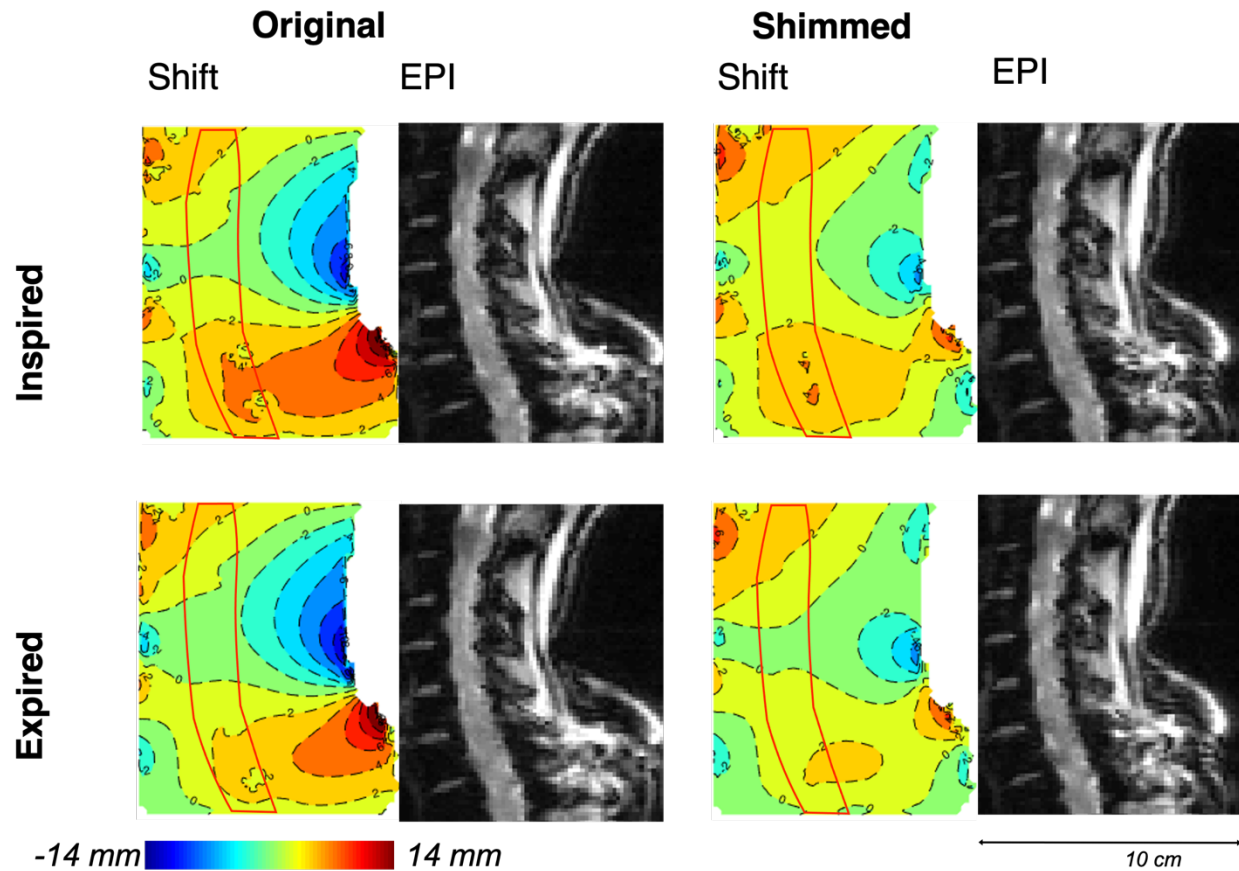 Original
Shimmed
Shift
EPI
Shift
EPI
Inspired
Expired
-14 mm
14 mm
10 cm